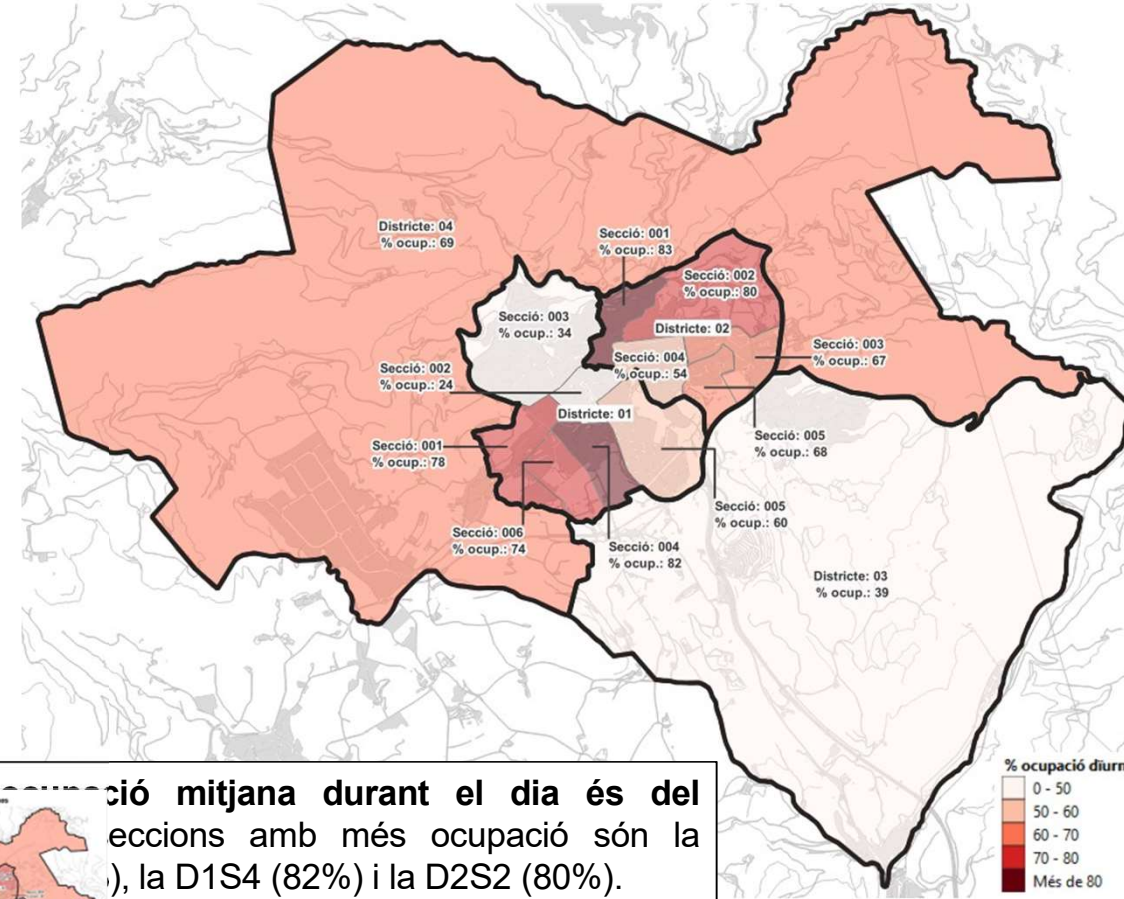 Districte: 04
% ocup.: 69
Secció: 001
% ocup.: 83
Secció: 002
% ocup.: 80
Secció: 003
% ocup.: 34
Districte: 02
Secció: 003
% ocup.: 67
Secció: 004
% ocup.: 54
Secció: 002
% ocup.: 24
Districte: 01
Secció: 001
% ocup.: 78
Secció: 005
% ocup.: 68
Secció: 005
% ocup.: 60
Secció: 006
% ocup.: 74
Secció: 004
% ocup.: 82
Districte: 03
% ocup.: 39
% ocupació diürn
0 - 50
50 - 60
60 - 70
70 - 80
Més de 80
mitjana durant el dia és del
amb més ocupació són la
), la D1S4 (82%) i la D2S2 (80%).